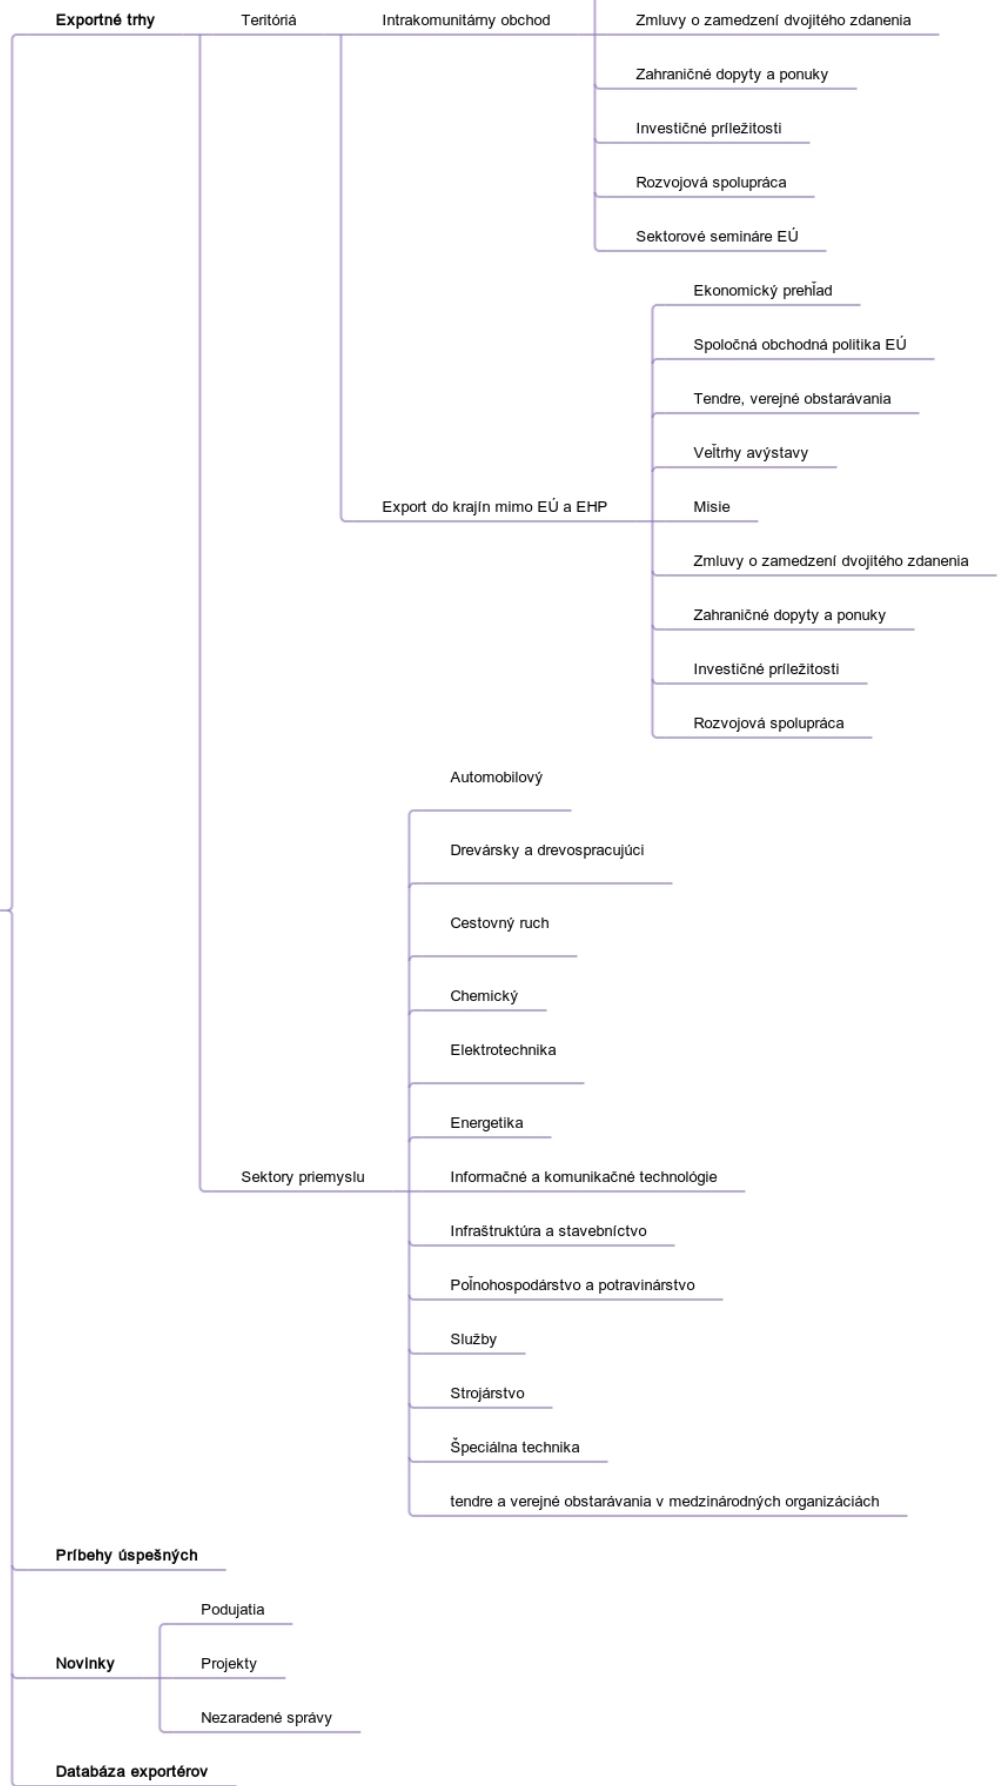 Exportné trhy
Teritóriá
Intrakomunitárny obchod
Zmluvy o zamedzení dvojitého zdanenia
Zahraničné dopyty a ponuky
Investičné príležitosti
Rozvojová spolupráca
Sektorové semináre EÚ
Export do krajín mimo EÚ a EHP
Ekonomický prehľad
Spoločná obchodná politika EÚ
Tendre, verejné obstarávania
Veľtrhy avýstavy
Misie
Zmluvy o zamedzení dvojitého zdanenia
Zahraničné dopyty a ponuky
Investičné príležitosti
Rozvojová spolupráca
Sektory priemyslu
Automobilový
Drevársky a drevospracujúci
Cestovný ruch
Chemický
Elektrotechnika
Energetika
Informačné a komunikačné technológie
Infraštruktúra a stavebníctvo
Poľnohospodárstvo a potravinárstvo
Služby
Strojárstvo
Špeciálna technika
tendre a verejné obstarávania v medzinárodných organizáciách
Príbehy úspešných
Novinky
Podujatia
Projekty
Nezaradené správy
Databáza exportérov